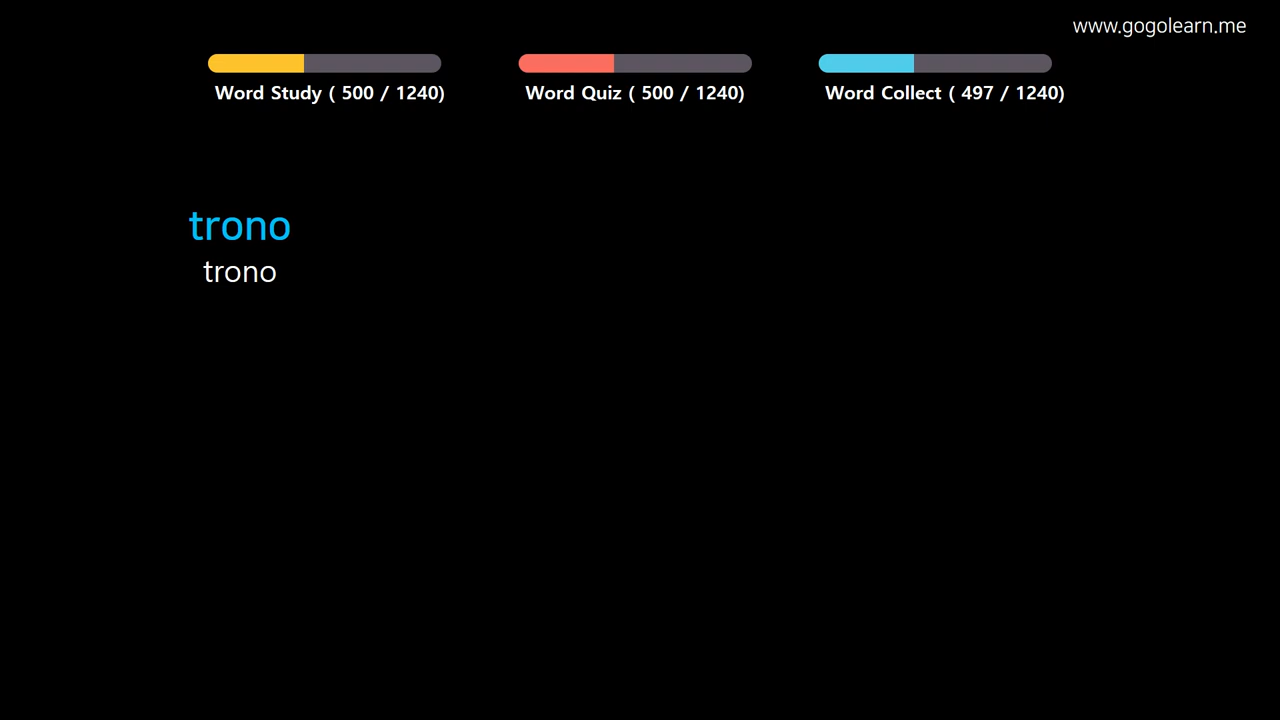 www.gogolearn.me
Word Study ( 500 / 1240)
Word Quiz ( 500 / 1240)
Word Collect ( 497 / 1240)
trono
trono